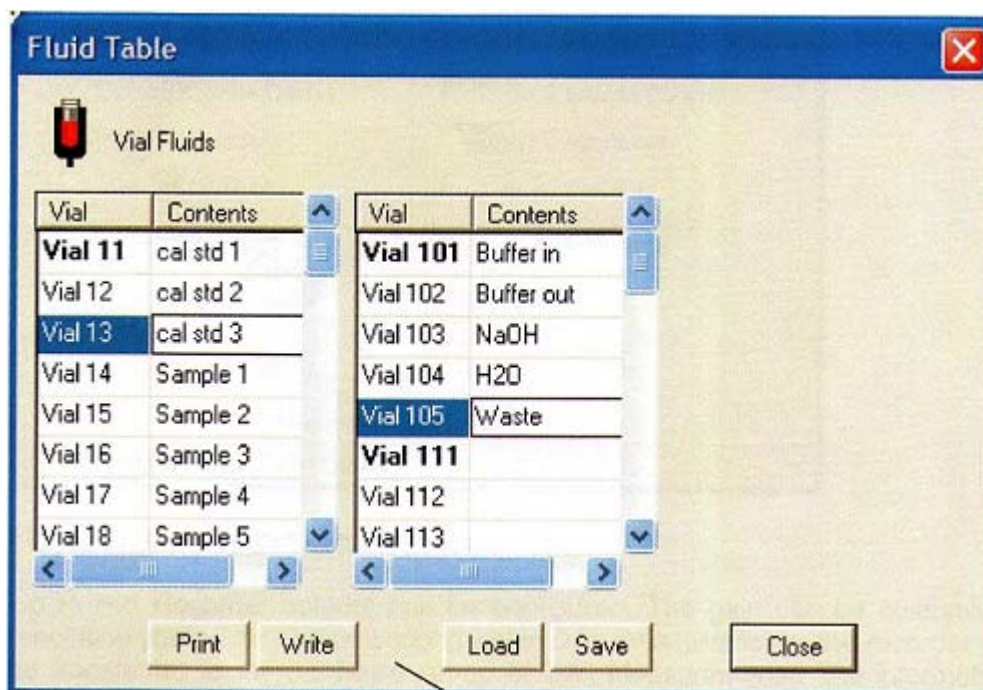 Fluid Table
Vial Fluids
Vial Contents
Vial 11 cal std 1
Vial 12 cal std 2
Vial 13 cal std 3
Vial 14 Sample 1
Vial 15 Sample 2
Vial 16 Sample 3
Vial 17 Sample 4
Vial 18 Sample 5
Vial Contents
Vial 101 Buffer in
Vial 102 Buffer out
Vial 103 NaOH
Vial 104 H2O
Vial 105 Waste
Vial 111
Vial 112
Vial 113
Print Write Load Save Close